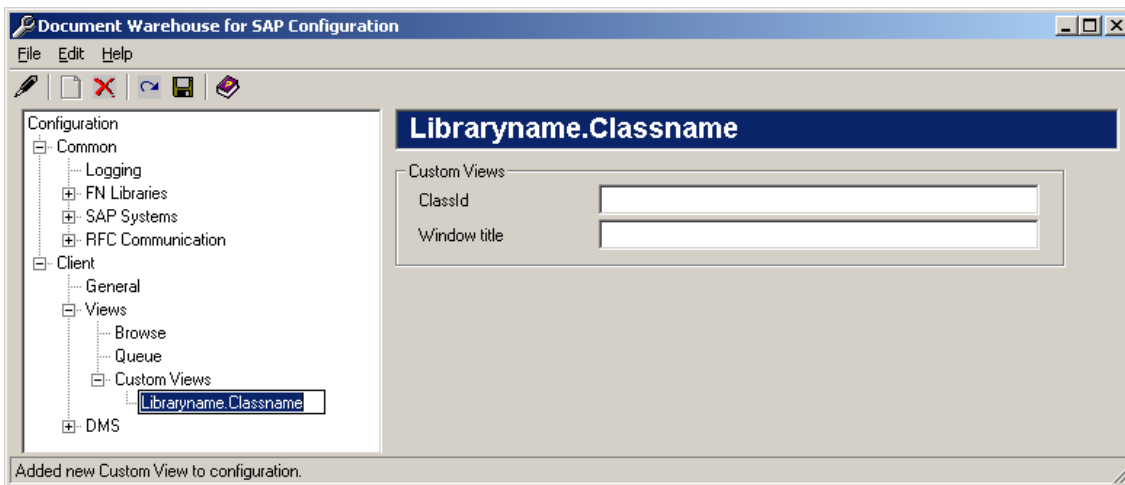 Document Warehouse for SAP Configuration
File Edit Help
Configuration
Common
Logging
FN Libraries
SAP Systems
RFC Communication
Client
General
Views
Browse
Queue
Custom Views
Libraryname.Classname
DMS
Libraryname.Classname
Custom Views
ClassId
Window title
Added new Custom View to configuration.